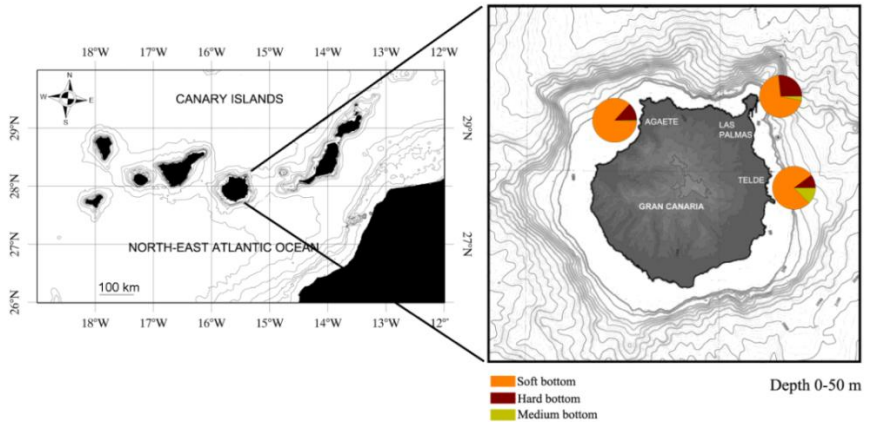 18°W 17°W 16°W 15°W 14°W 13°W 12°W
N
W E
S
CANARY ISLANDS
29°N 29°N
28°N
27°N 27°N
26°N
NORTH-EAST ATLANTIC OCEAN
100 km
18°W 17°W 16°W 15°W 14°W 13°W 12°
AGAETE
LAS
PALMAS
TELDE
GRAN CANARIA
Soft bottom
Hard bottom
Medium bottom
Depth 0-50 m